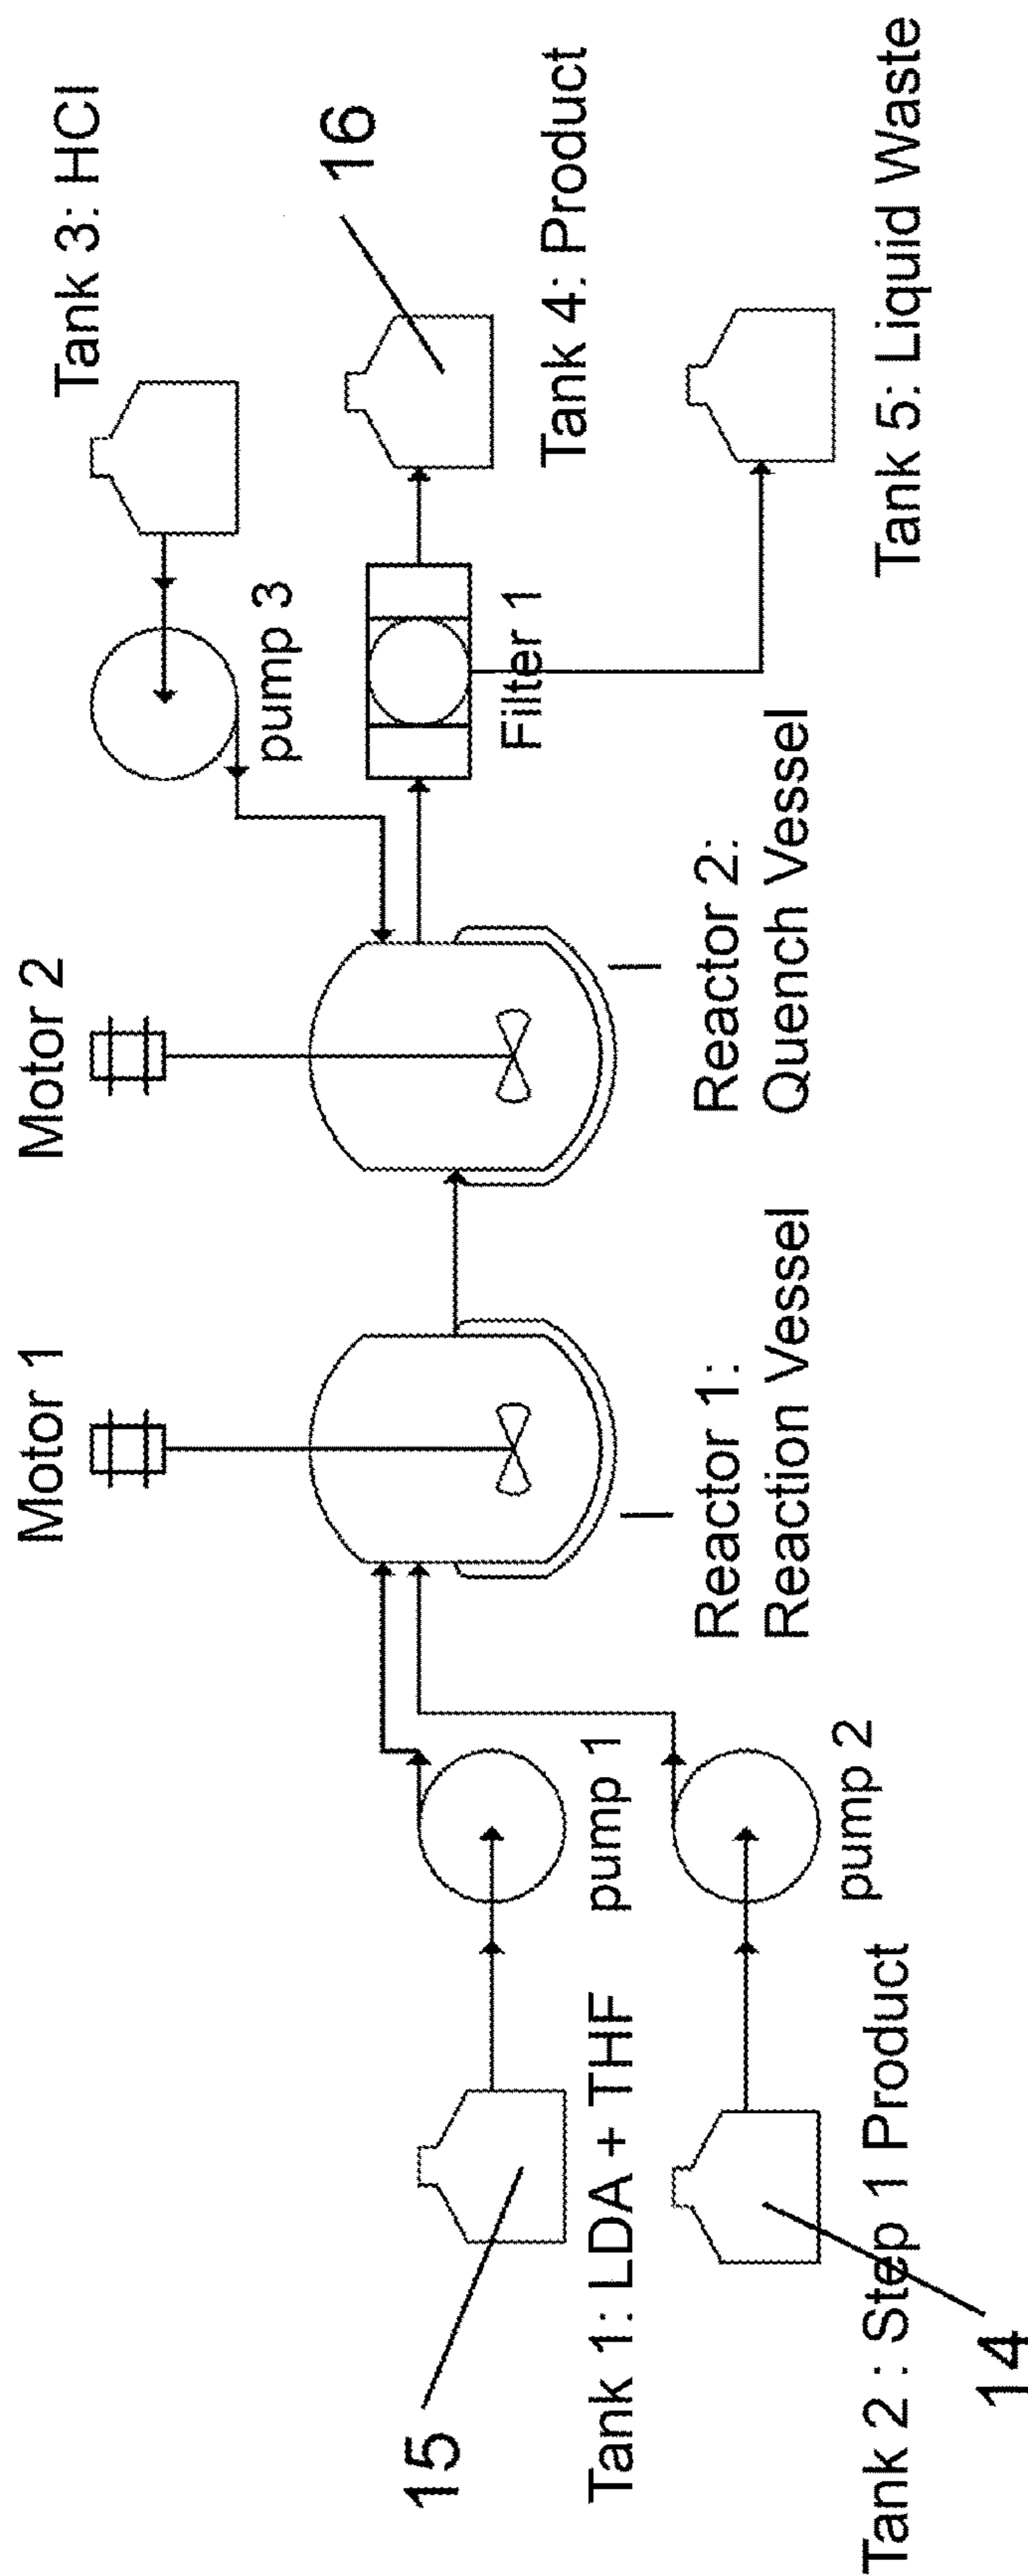 Motor 1
Motor 2
Tank 3: HCl
pump 3
16
Tank 4: Product
Filter 1
Tank 5: Liquid Waste
Reactor 1:
Reaction Vessel
Reactor 2:
Quench Vessel
15
Tank 1: LDA + THF
pump 1
pump 2
Tank 2 : Step 1 Product
14